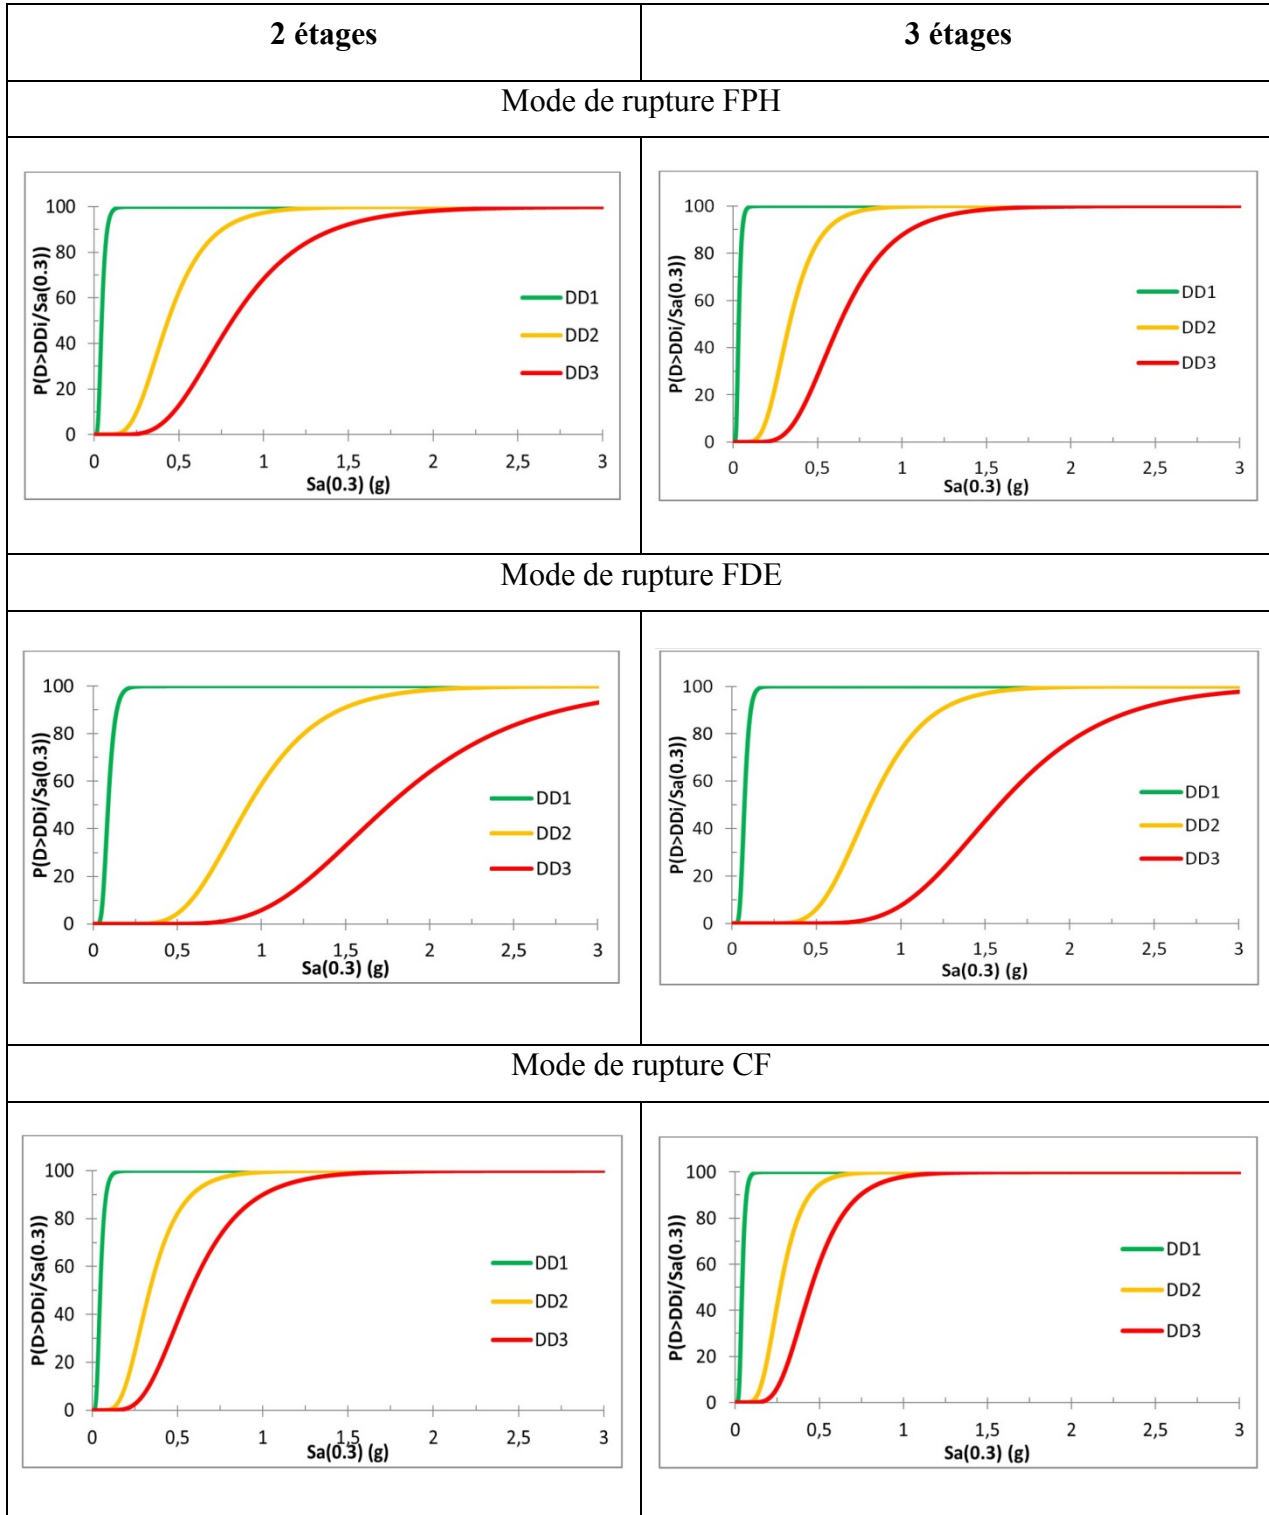 2 étages
3 étages
Mode de rupture FPH
P(D>DDi/Sa(0.3))
100
80
60
40
20
0
0 0,5 1 1,5 2 2,5 3
Sa(0.3) (g)
DD1
DD2
DD3
P(D>DDi/Sa(0.3))
100
80
60
40
20
0
0 0,5 1 1,5 2 2,5 3
Sa(0.3) (g)
DD1
DD2
DD3
Mode de rupture FDE
P(D>DDi/Sa(0.3))
100
80
60
40
20
0
0 0,5 1 1,5 2 2,5 3
Sa(0.3) (g)
DD1
DD2
DD3
P(D>DDi/Sa(0.3))
100
80
60
40
20
0
0 0,5 1 1,5 2 2,5 3
Sa(0.3) (g)
DD1
DD2
DD3
Mode de rupture CF
P(D>DDi/Sa(0.3))
100
80
60
40
20
0
0 0,5 1 1,5 2 2,5 3
Sa(0.3) (g)
DD1
DD2
DD3
P(D>DDi/Sa(0.3))
100
80
60
40
20
0
0 0,5 1 1,5 2 2,5 3
Sa(0.3) (g)
DD1
DD2
DD3